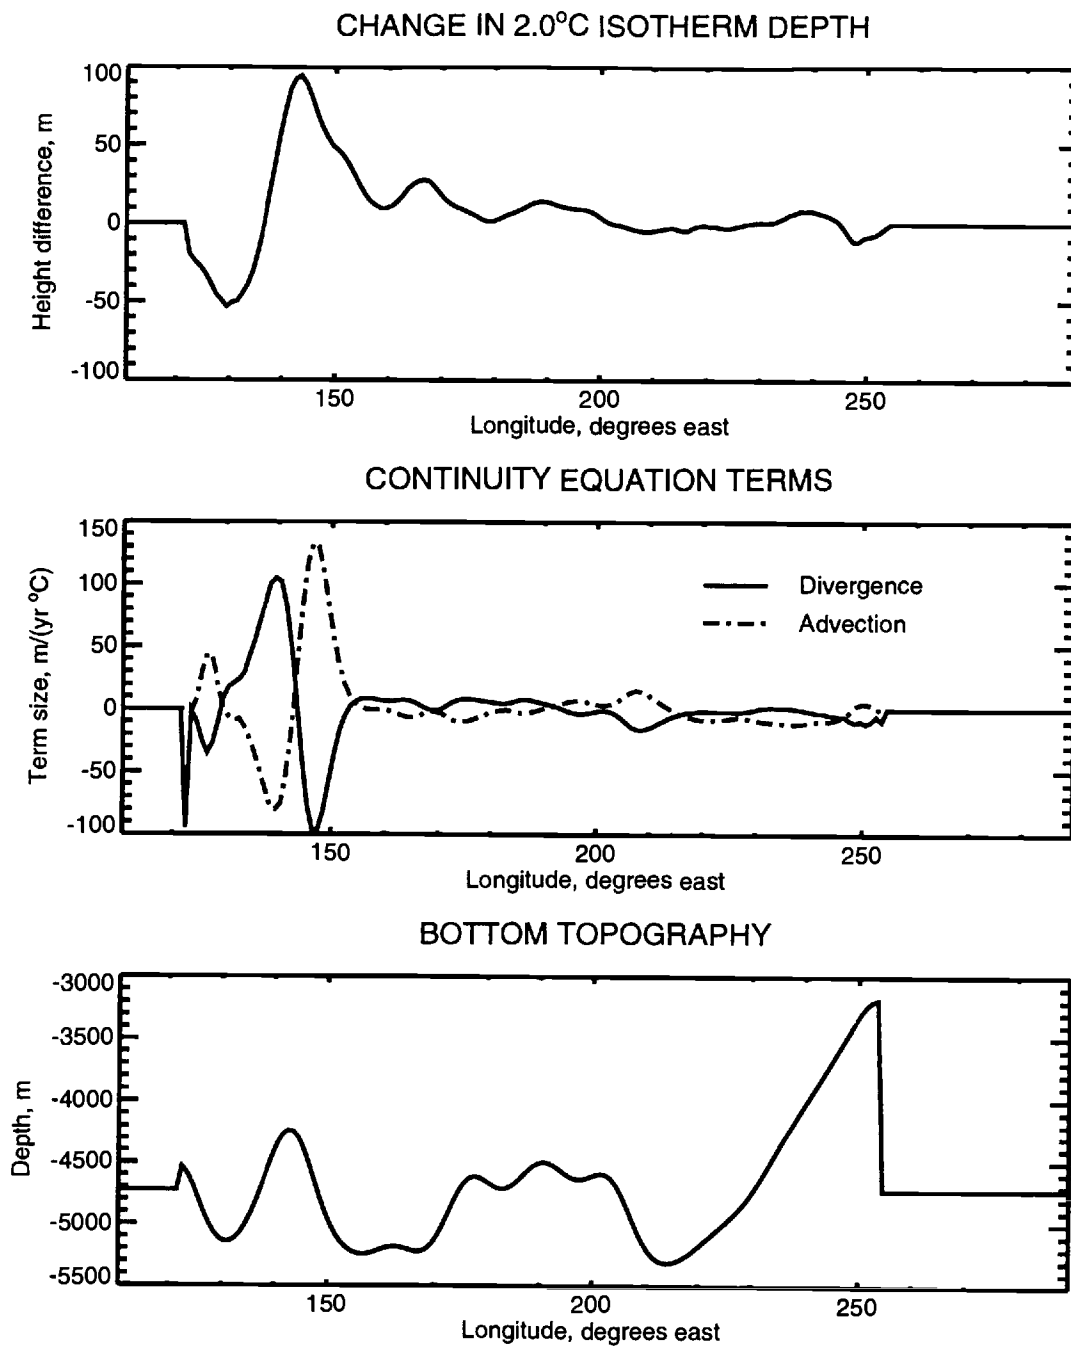 CHANGE IN 2.0°C ISOTHERM DEPTH
100
50
0
-50
-100
Height difference, m
150 200 250
Longitude, degrees east
CONTINUITY EQUATION TERMS
150
100
50
0
-50
-100
Term size, m/(yr °C)
Divergence
Advection
150 200 250
Longitude, degrees east
BOTTOM TOPOGRAPHY
-3000
-3500
-4000
-4500
-5000
-5500
Depth, m
150 200 250
Longitude, degrees east